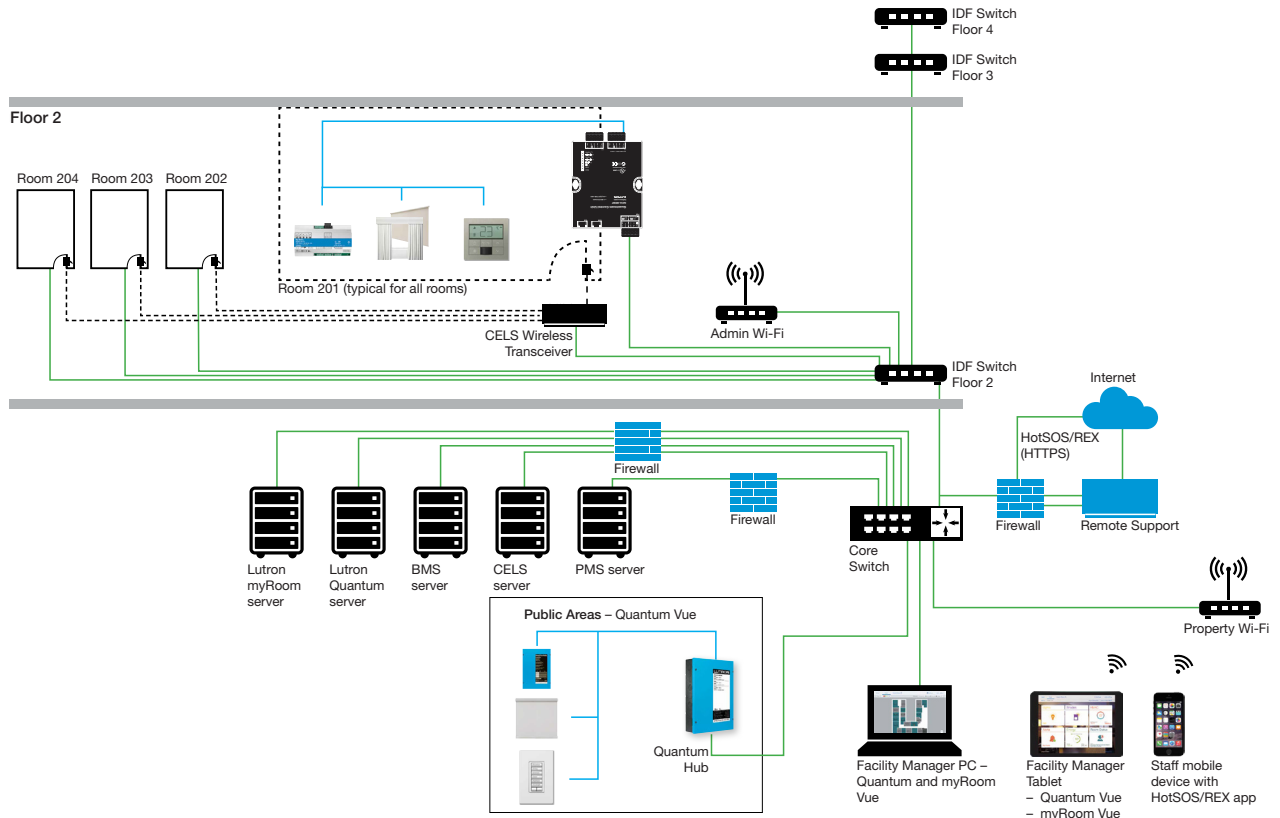 IDF Switch
Floor 4
IDF Switch
Floor 3
Floor 2
Room 204
Room 203
Room 202
Room 201 (typical for all rooms)
CELS Wireless
Transceiver
Admin Wi-Fi
IDF Switch
Floor 2
Internet
HotSOS/REX
(HTTPS)
Firewall
Firewall
Firewall
Remote Support
Lutron
myRoom
server
Lutron
Quantum
server
BMS
server
CELS
server
PMS server
Core
Switch
Property Wi-Fi
Public Areas – Quantum Vue
Quantum
Hub
Facility Manager PC –
Quantum and myRoom
Vue
Facility Manager
Tablet
– Quantum Vue
– myRoom Vue
Staff mobile
device with
HotSOS/REX app